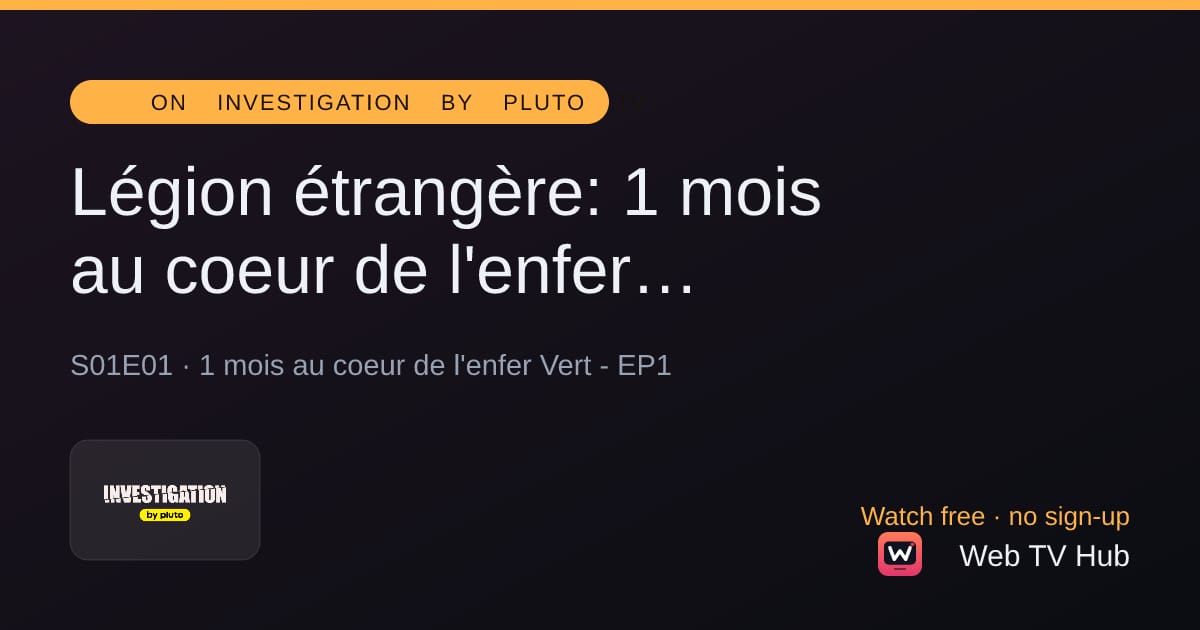 ON INVESTIGATION BY PLUTO
Légion étrangère: 1 mois
au coeur de l'enfer…
S01E01 · 1 mois au coeur de l'enfer Vert - EP1
INVESTIGATION
by pluto
Watch free · no sign-up
W
Web TV Hub